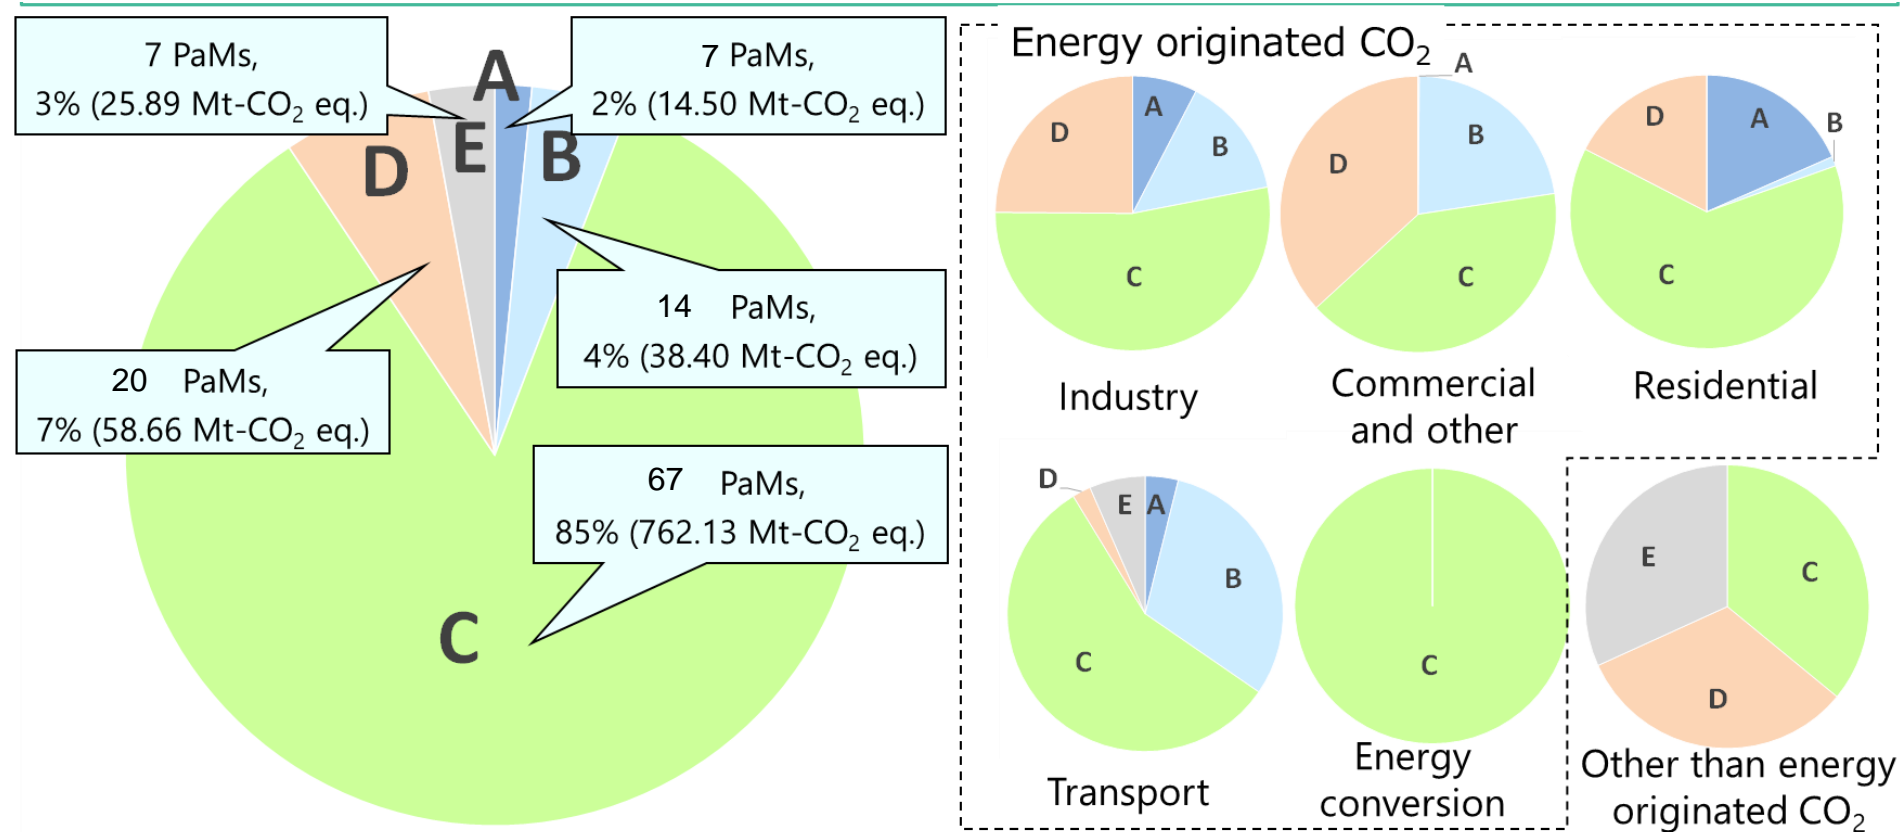 7 PaMs,
3% (25.89 Mt-CO₂ eq.)
7 PaMs,
2% (14.50 Mt-CO₂ eq.)
A
E
B
D
14 PaMs,
4% (38.40 Mt-CO₂ eq.)
20 PaMs,
7% (58.66 Mt-CO₂ eq.)
67 PaMs,
85% (762.13 Mt-CO₂ eq.)
C
Energy originated CO₂
A
B
C
D
Industry
A
B
C
D
Commercial
and other
A
B
C
D
Residential
A
B
C
D
E
Transport
C
Energy
conversion
C
D
E
Other than energy
originated CO₂